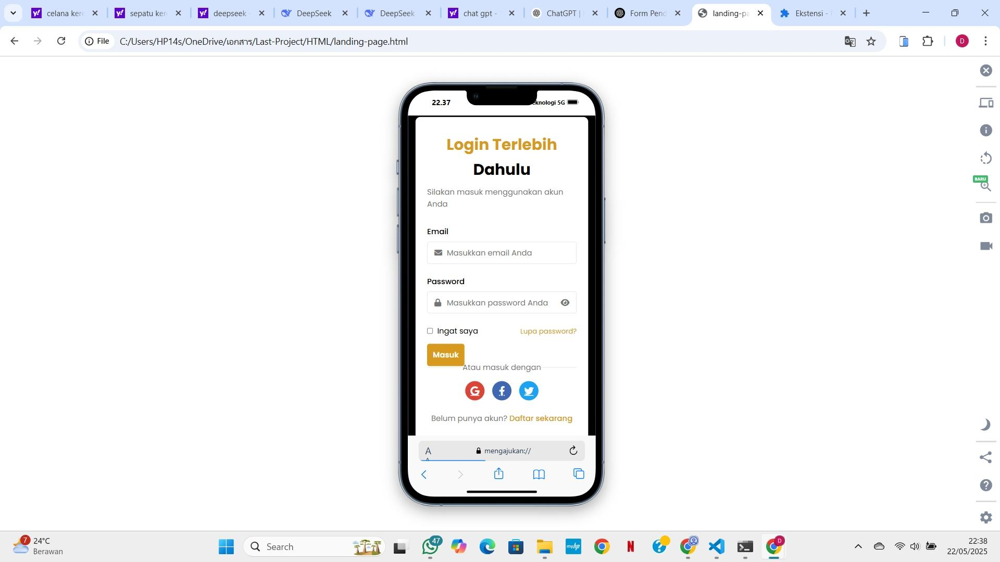 celana kere
sepatu ker
deepseek -
DeepSeek
DeepSeek
chat gpt -
ChatGPT |
Form Pend
landing-pa
Ekstensi -
File
C:/Users/HP14s/OneDrive/เอกสาร/Last-Project/HTML/landing-page.html
D
22.37
eknologi 5G
BARU
Login Terlebih
Dahulu
Silakan masuk menggunakan akun
Anda
Email
Masukkan email Anda
Password
Masukkan password Anda
Ingat saya
Lupa password?
Masuk
Atau masuk dengan
Belum punya akun? Daftar sekarang
A
mengajukan://
7
24°C
Berawan
Search
47
myhp
N
D
22:38
22/05/2025